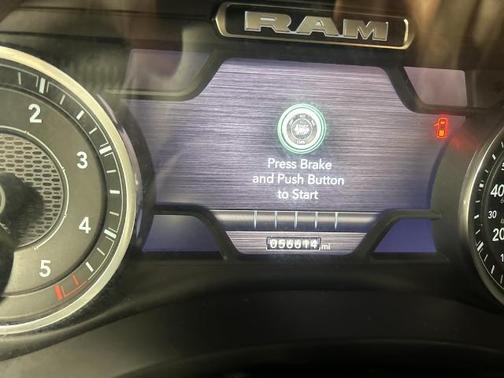 RAM
Press Brake
and Push Button
to Start
056614 mi
2
3
4
5
40
30
20